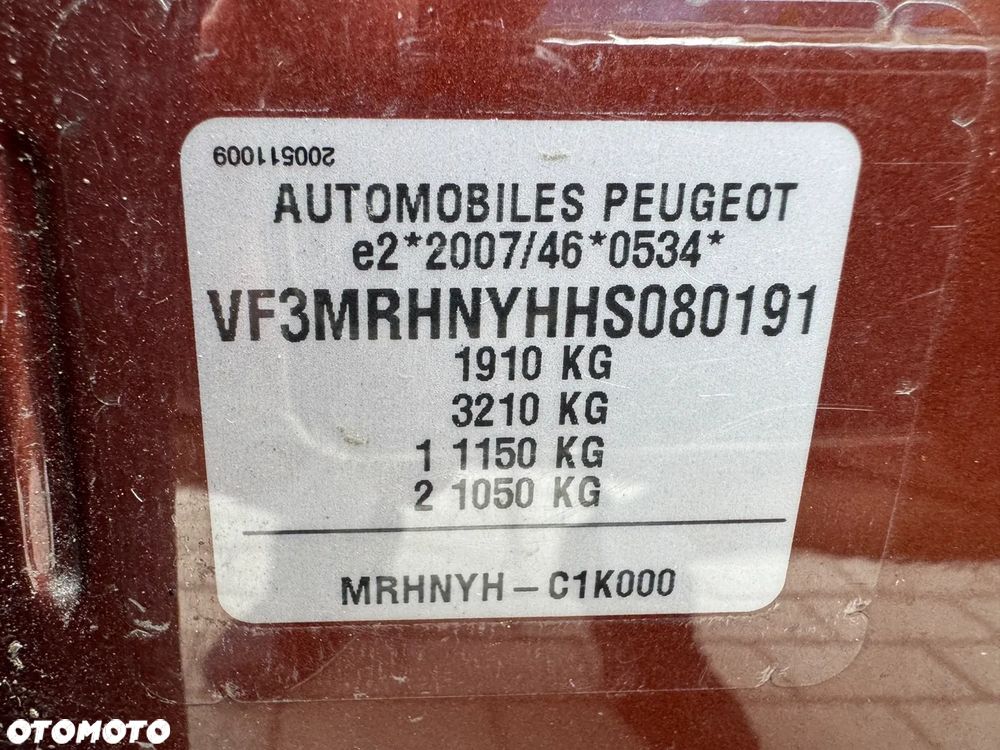 200511009
AUTOMOBILES PEUGEOT
e2*2007/46*0534*
VF3MRHNYHHS080191
1910 KG
3210 KG
1 1150 KG
2 1050 KG
MRHNYH - C1K000
OTOMOTO